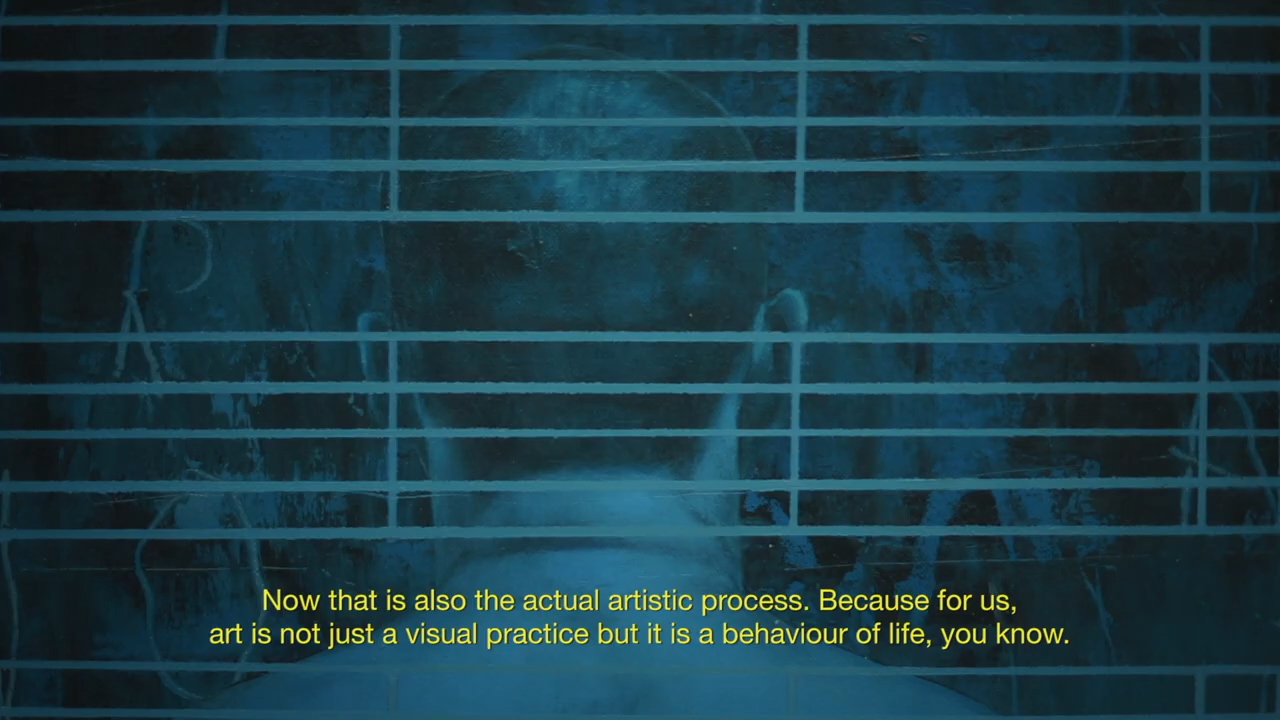 Now that is also the actual artistic process. Because for us,
art is not just a visual practice but it is a behaviour of life, you know.